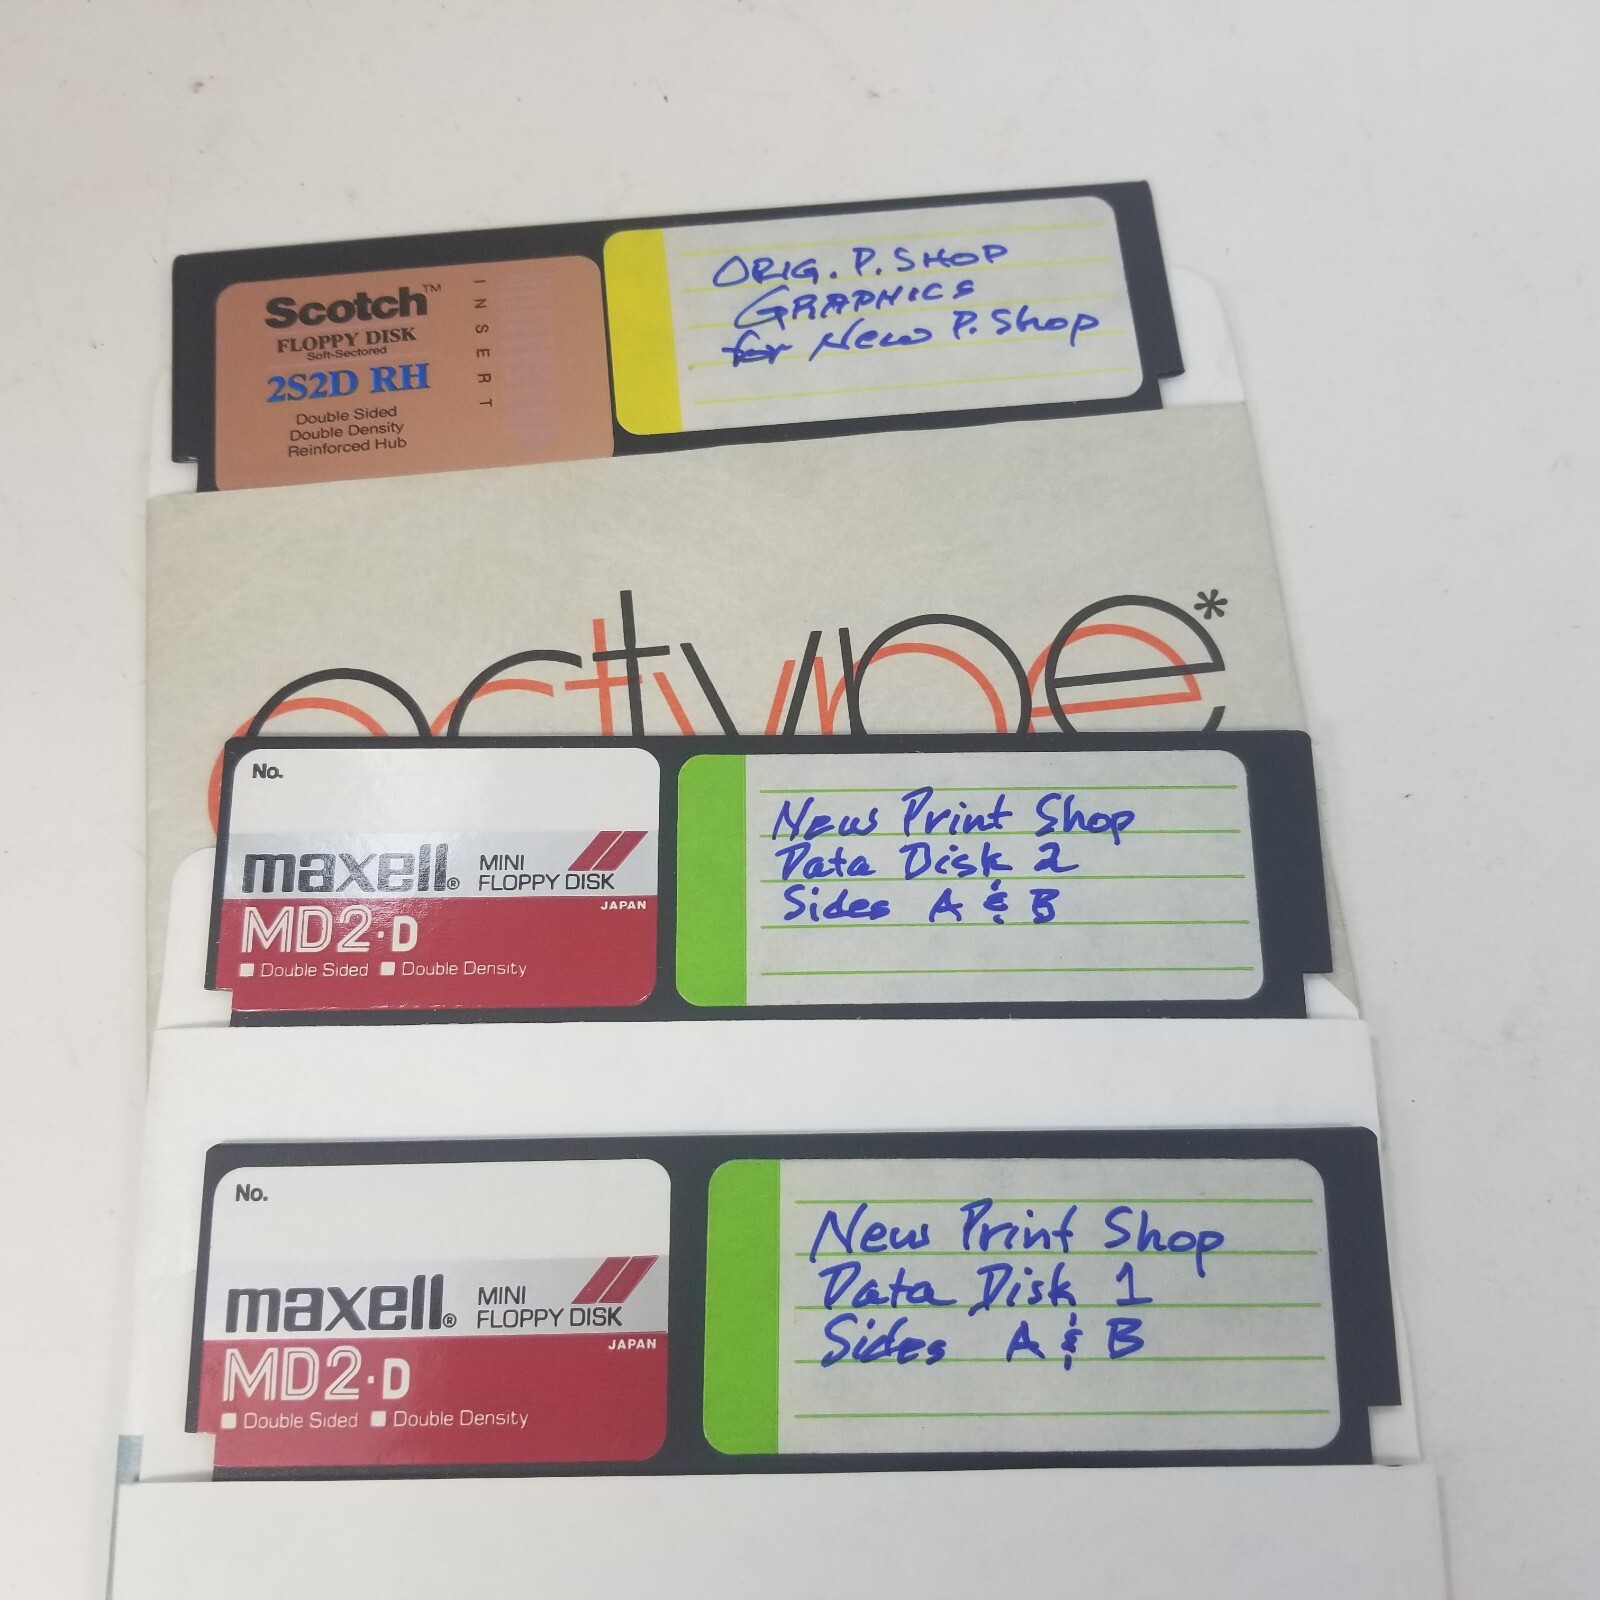 Scotch™
FLOPPY DISK
Soft-Sectored
2S2D RH
Double Sided
Double Density
Reinforced Hub
INSERT
ORIG. P. SHOP
GRAPHICS
for New P. Shop
No.
maxell® MINI
FLOPPY DISK
JAPAN
MD2·D
Double Sided Double Density
New Print Shop
Data Disk 2
Sides A & B
No.
maxell® MINI
FLOPPY DISK
JAPAN
MD2·D
Double Sided Double Density
New Print Shop
Data Disk 1
Sides A & B